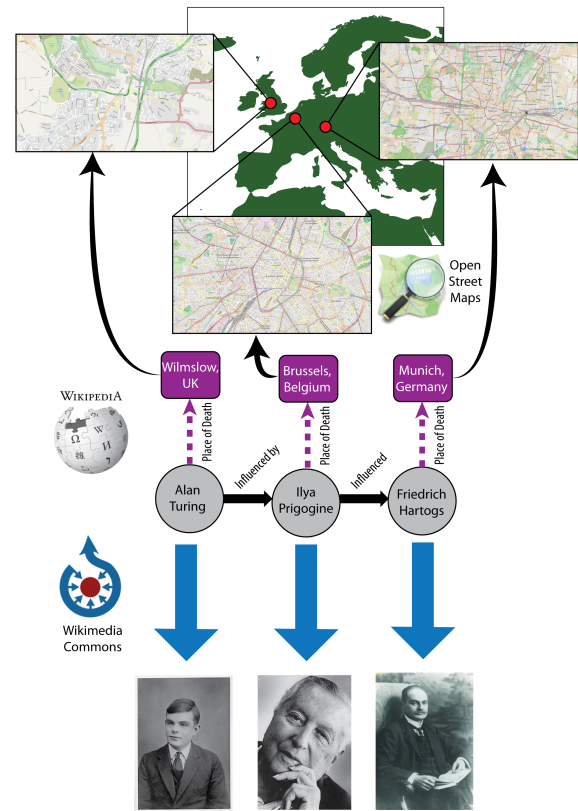 Open
Street
Maps
Wilmslow,
UK
Brussels,
Belgium
Munich,
Germany
WIKIPEDIA
Place of Death
Place of Death
Place of Death
Influenced by
Influenced
Alan
Turing
Ilya
Prigogine
Friedrich
Hartogs
Wikimedia
Commons